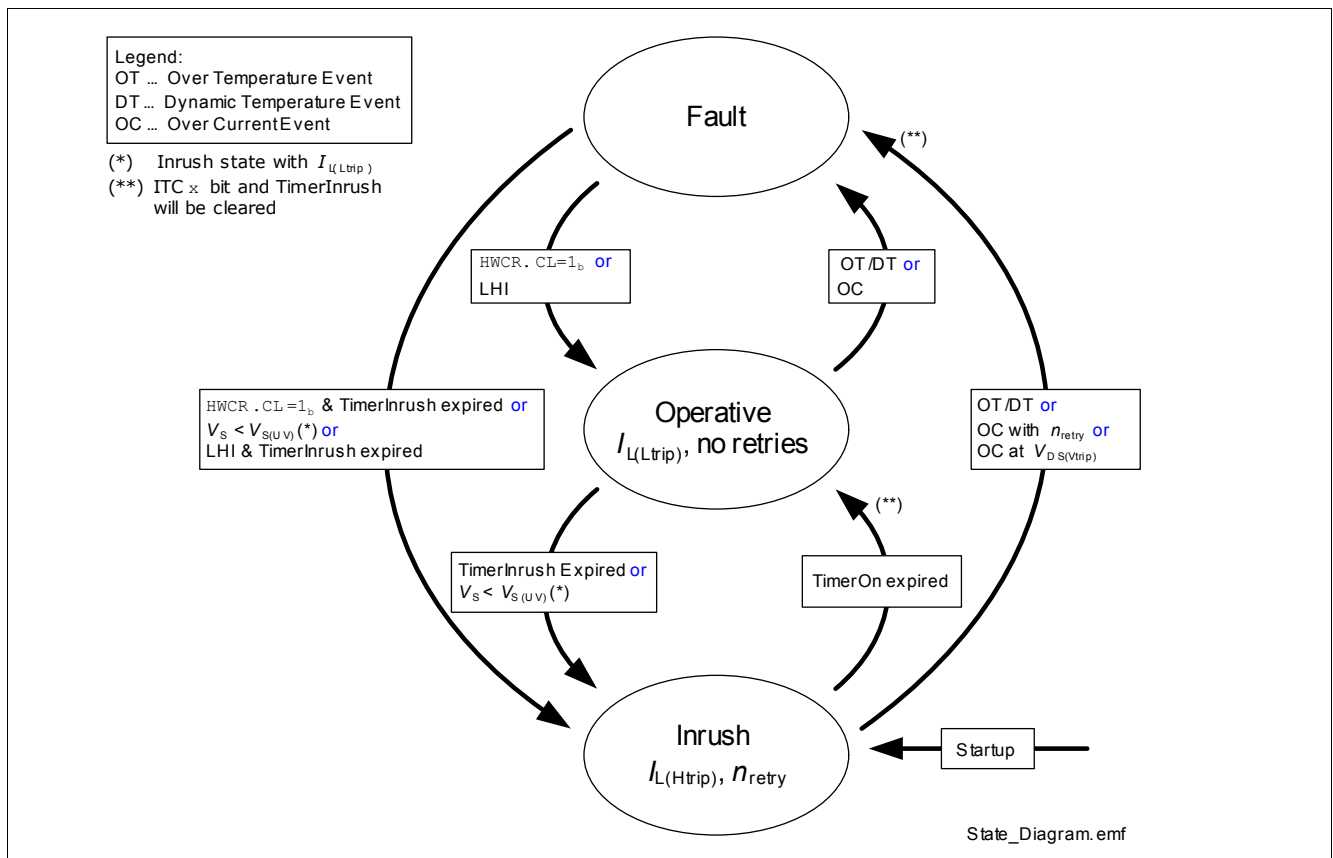 Legend:
OT ... Over Temperature Event
DT ... Dynamic Temperature Event
OC ... Over Current Event
(*) Inrush state with I L(Ltrip)
(**) ITC x bit and TimerInrush
will be cleared
Fault
(**)
HWCR.CL=1b or
LHI
OT/DT or
OC
HWCR.CL=1b & TimerInrush expired or
VS < VS(UV) (*) or
LHI & TimerInrush expired
Operative
IL(Ltrip), no retries
OT/DT or
OC with nretry or
OC at VDS(Vtrip)
(**)
TimerInrush Expired or
VS < VS(UV) (*)
TimerOn expired
Inrush
IL(Htrip), nretry
Startup
State_Diagram.emf